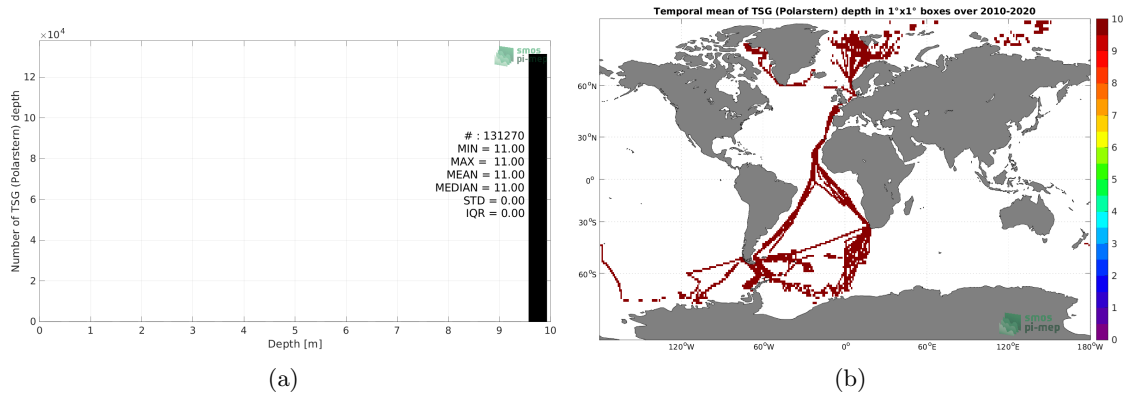 ×10⁴
smos
pi-mep
12
10
8
6
4
2
0
Number of TSG (Polarstern) depth
# : 131270
MIN = 11.00
MAX = 11.00
MEAN = 11.00
MEDIAN = 11.00
STD = 0.00
IQR = 0.00
0 1 2 3 4 5 6 7 8 9 10
Depth [m]
(a)
Temporal mean of TSG (Polarstern) depth in 1°x1° boxes over 2010-2020
60°N
30°N
0°
30°S
60°S
120°W 60°W 0° 60°E 120°E 180°W
smos
pi-mep
10
9
8
7
6
5
4
3
2
1
0
(b)